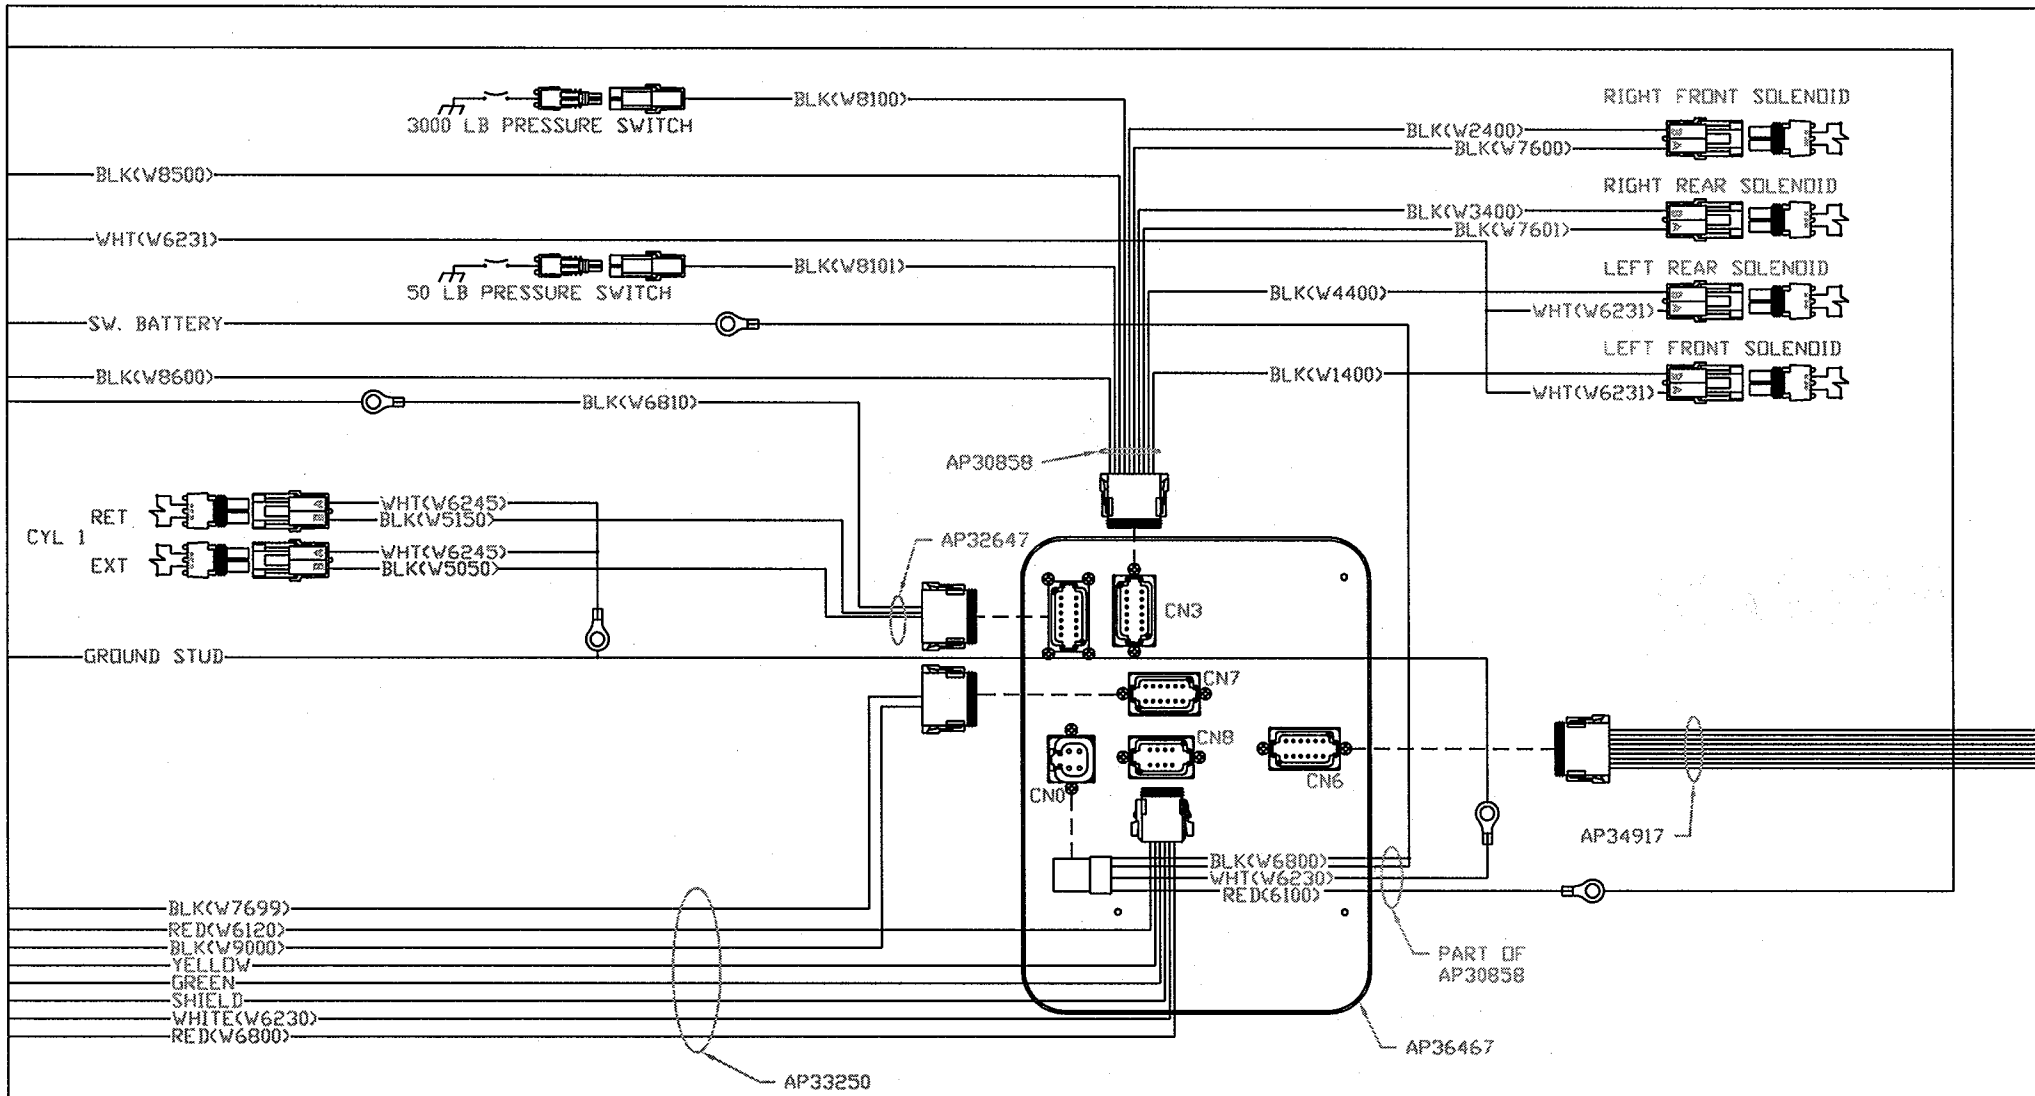 RIGHT FRONT SOLENOID
BLK(W8100)
3000 LB PRESSURE SWITCH
BLK(W2400)
BLK(W7600)
BLK(W8500)
RIGHT REAR SOLENOID
BLK(W3400)
BLK(W7601)
WHT(W6231)
BLK(W8101)
50 LB PRESSURE SWITCH
LEFT REAR SOLENOID
BLK(W4400)
WHT(W6231)
SW. BATTERY
LEFT FRONT SOLENOID
BLK(W8600)
BLK(W1400)
WHT(W6231)
BLK(W6810)
AP30858
RET
WHT(W6245)
BLK(W5150)
CYL 1
EXT
WHT(W6245)
BLK(W5050)
AP32647
CN3
GROUND STUD
CN7
CN8
CN0
CN6
AP34917
BLK(W6800)
WHT(W6230)
RED(6100)
BLK(W7699)
RED(W6120)
BLK(W9000)
YELLOW
GREEN
SHIELD
WHITE(W6230)
RED(W6800)
PART OF
AP30858
AP36467
AP33250